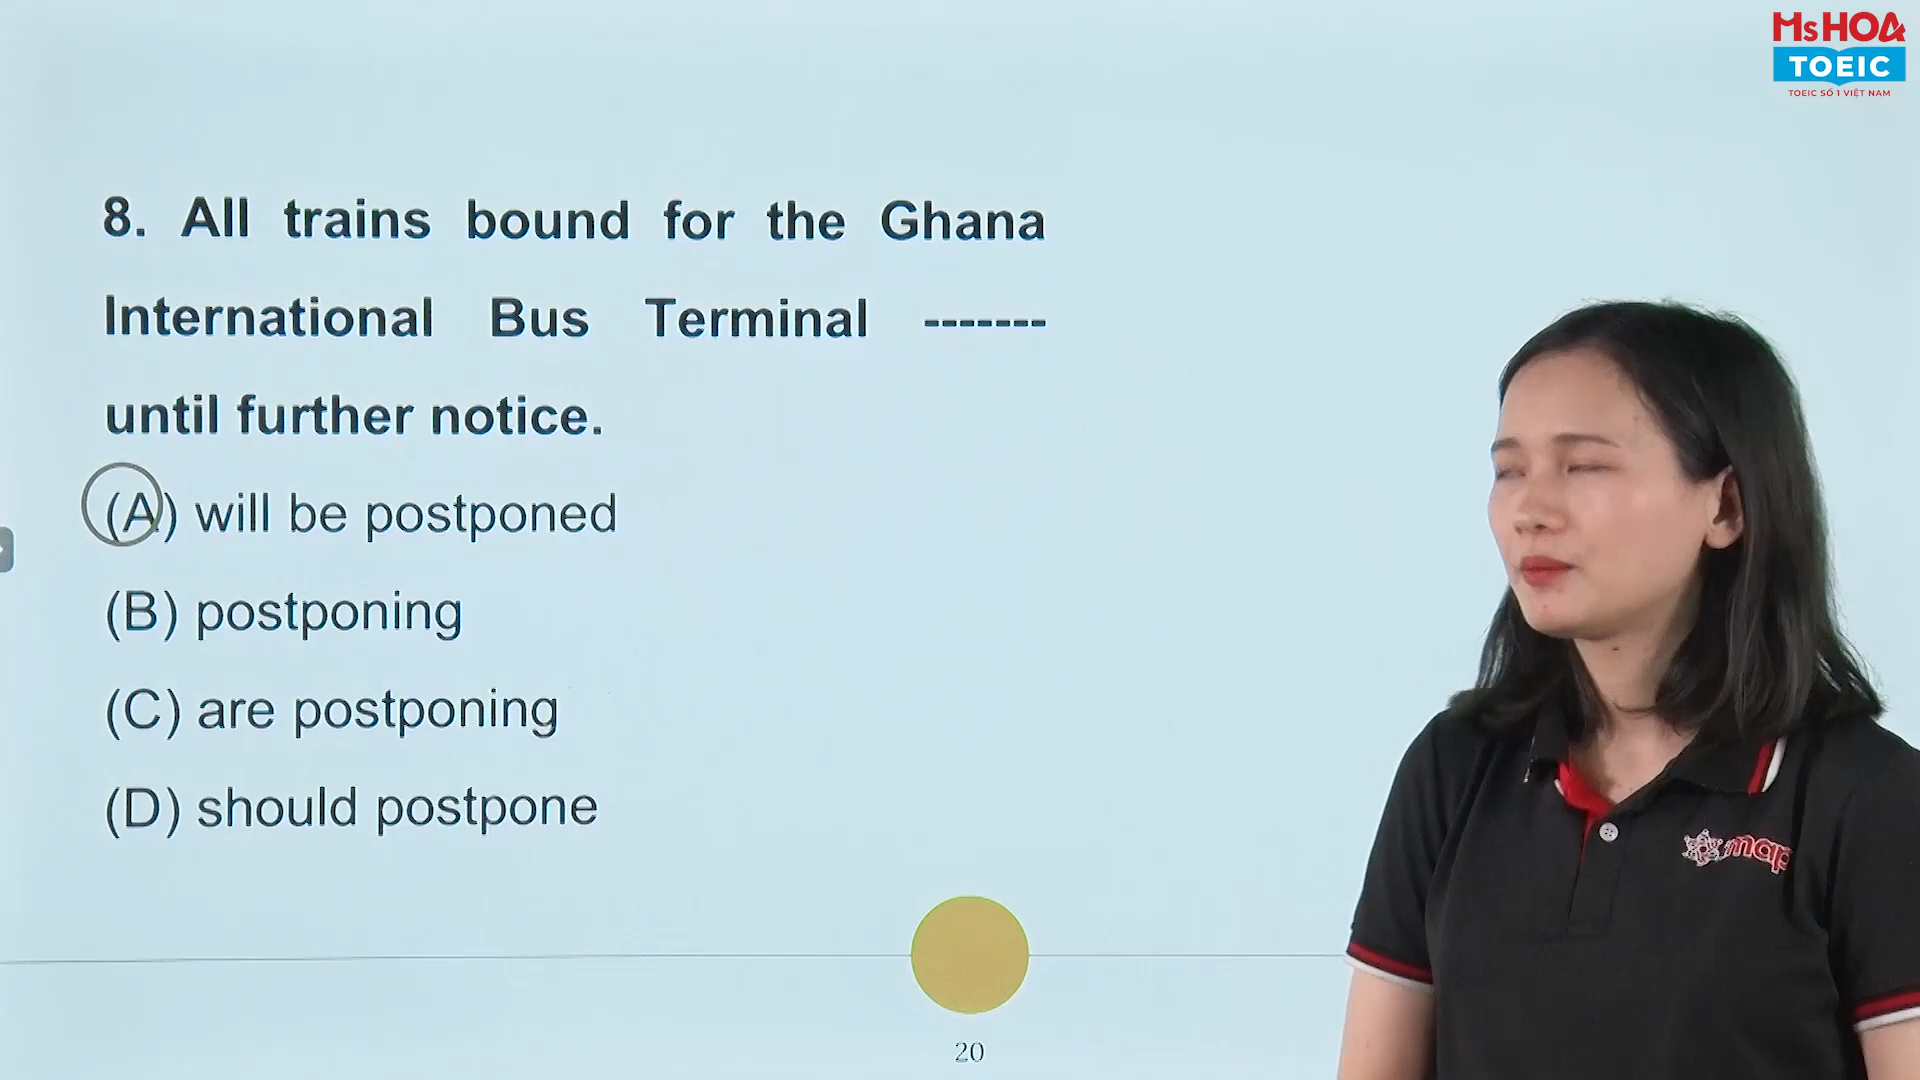 MsHOA
TOEIC
TOEIC SỐ 1 VIỆT NAM
8. All trains bound for the Ghana
International Bus Terminal -------
until further notice.
(A) will be postponed
(B) postponing
(C) are postponing
(D) should postpone
map
20